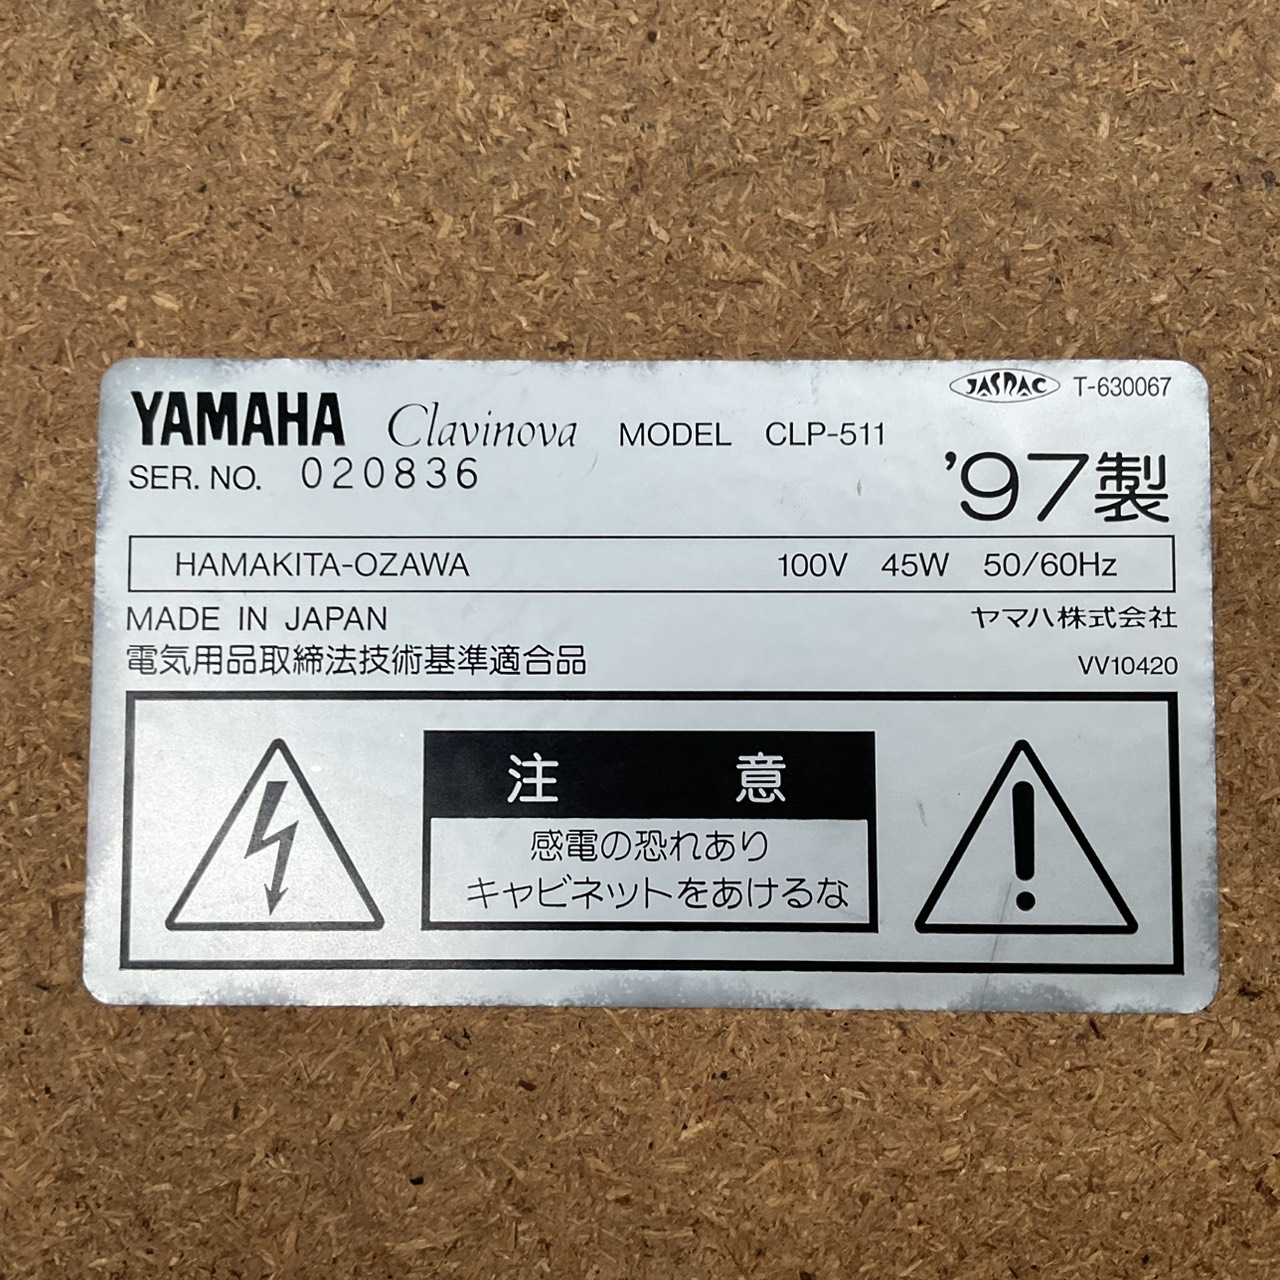 YAMAHA Clavinova MODEL CLP-511
JASRAC T-630067
SER. NO. 020836
'97製
HAMAKITA-OZAWA 100V 45W 50/60Hz
MADE IN JAPAN ヤマハ株式会社
電気用品取締法技術基準適合品 VV10420
注意
感電の恐れあり
キャビネットをあけるな